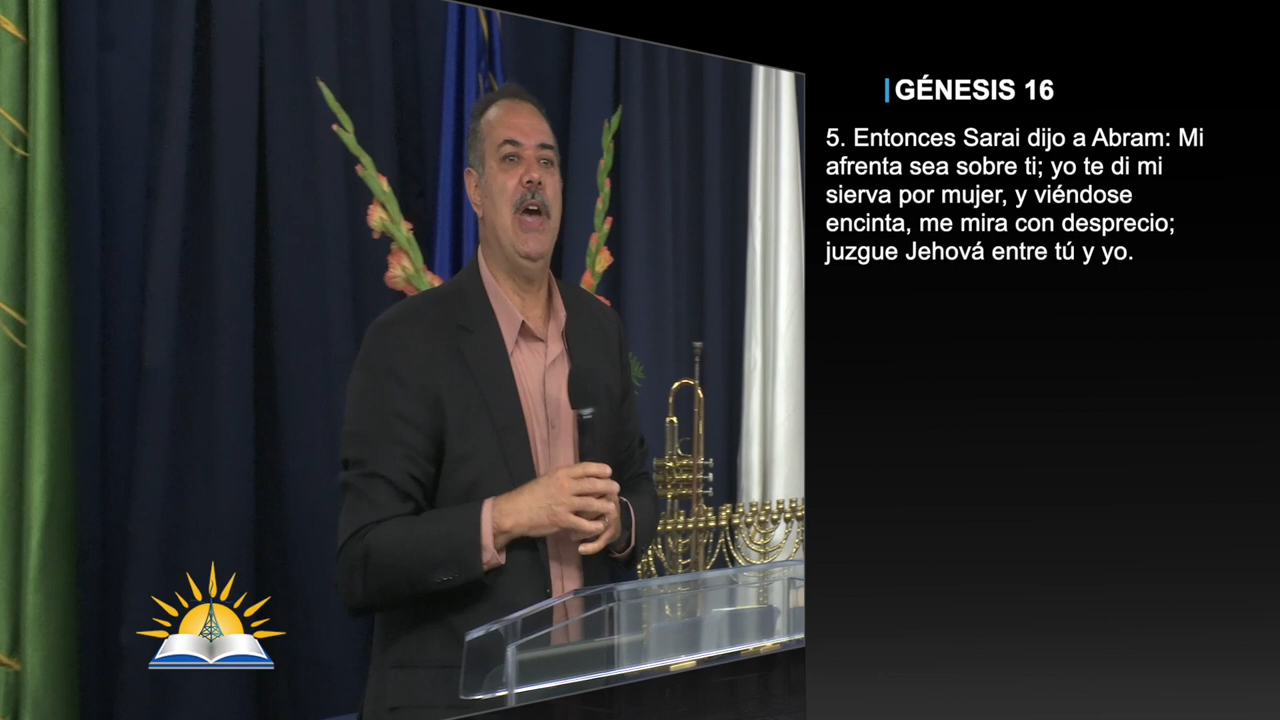 GÉNESIS 16
5. Entonces Sarai dijo a Abram: Mi
afrenta sea sobre ti; yo te di mi
sierva por mujer, y viéndose
encinta, me mira con desprecio;
juzgue Jehová entre tú y yo.